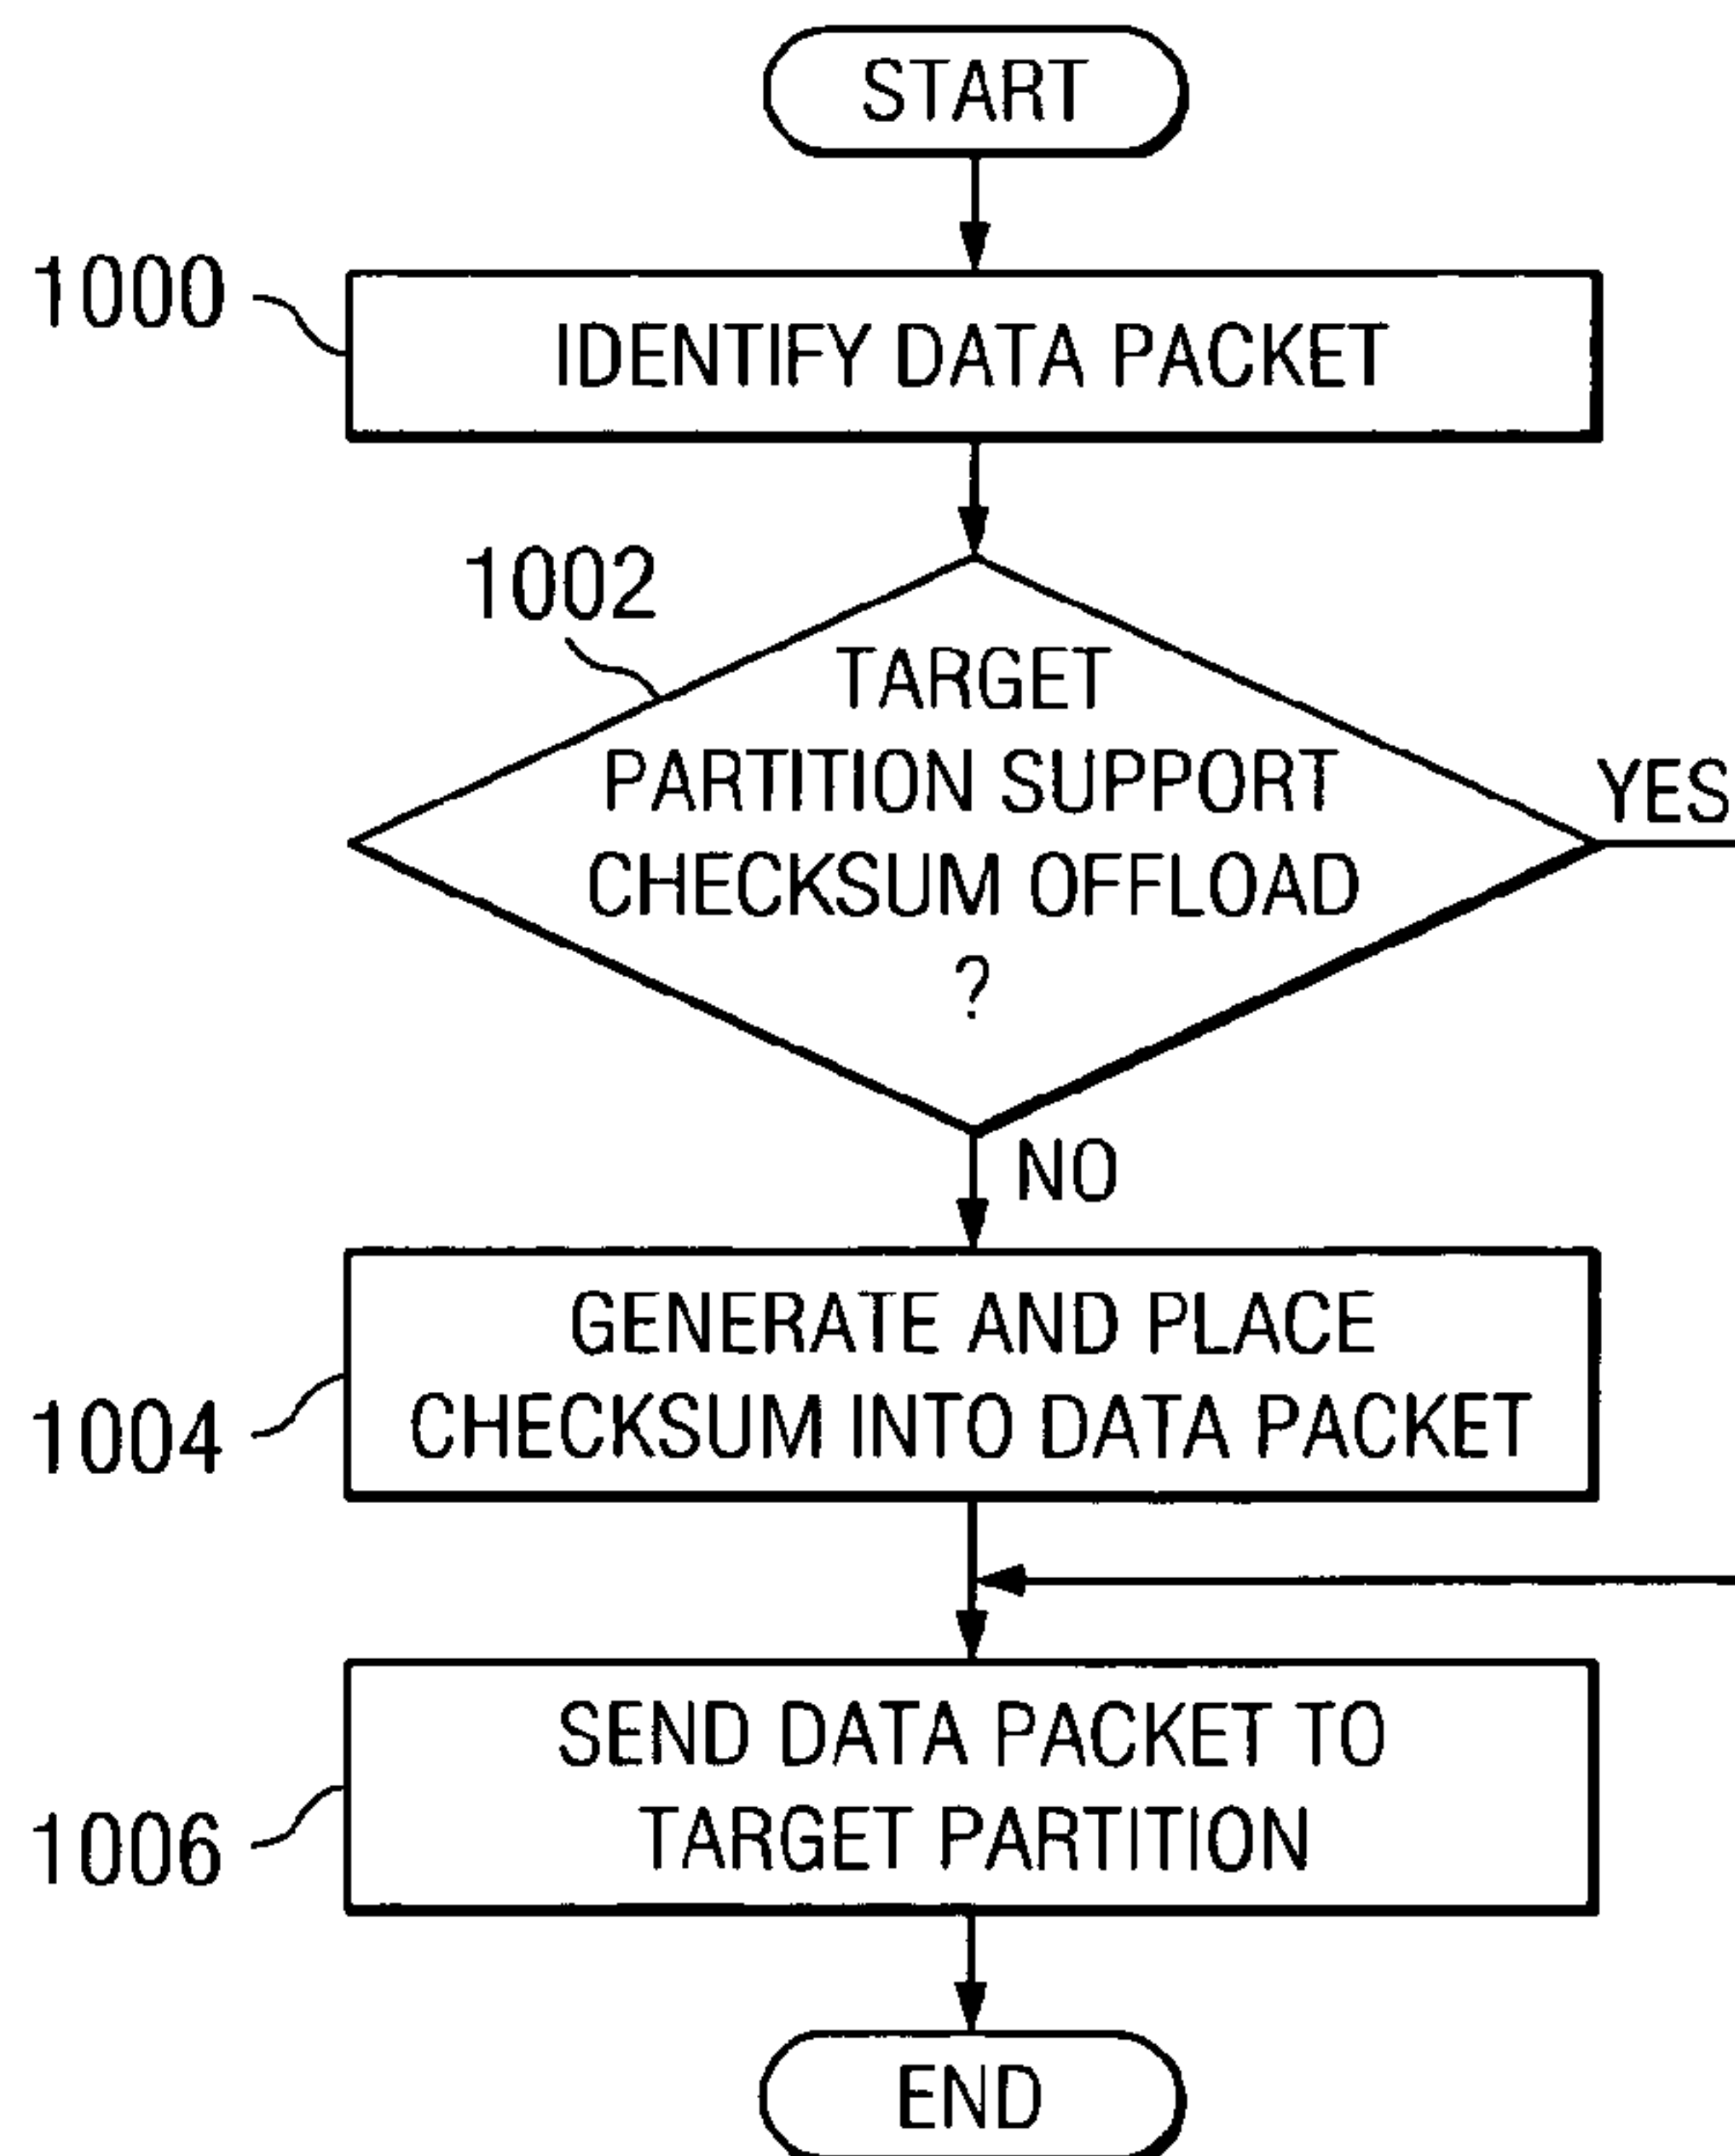 START
1000
IDENTIFY DATA PACKET
1002
TARGET
PARTITION SUPPORT
CHECKSUM OFFLOAD
?
YES
NO
GENERATE AND PLACE
CHECKSUM INTO DATA PACKET
1004
SEND DATA PACKET TO
TARGET PARTITION
1006
END